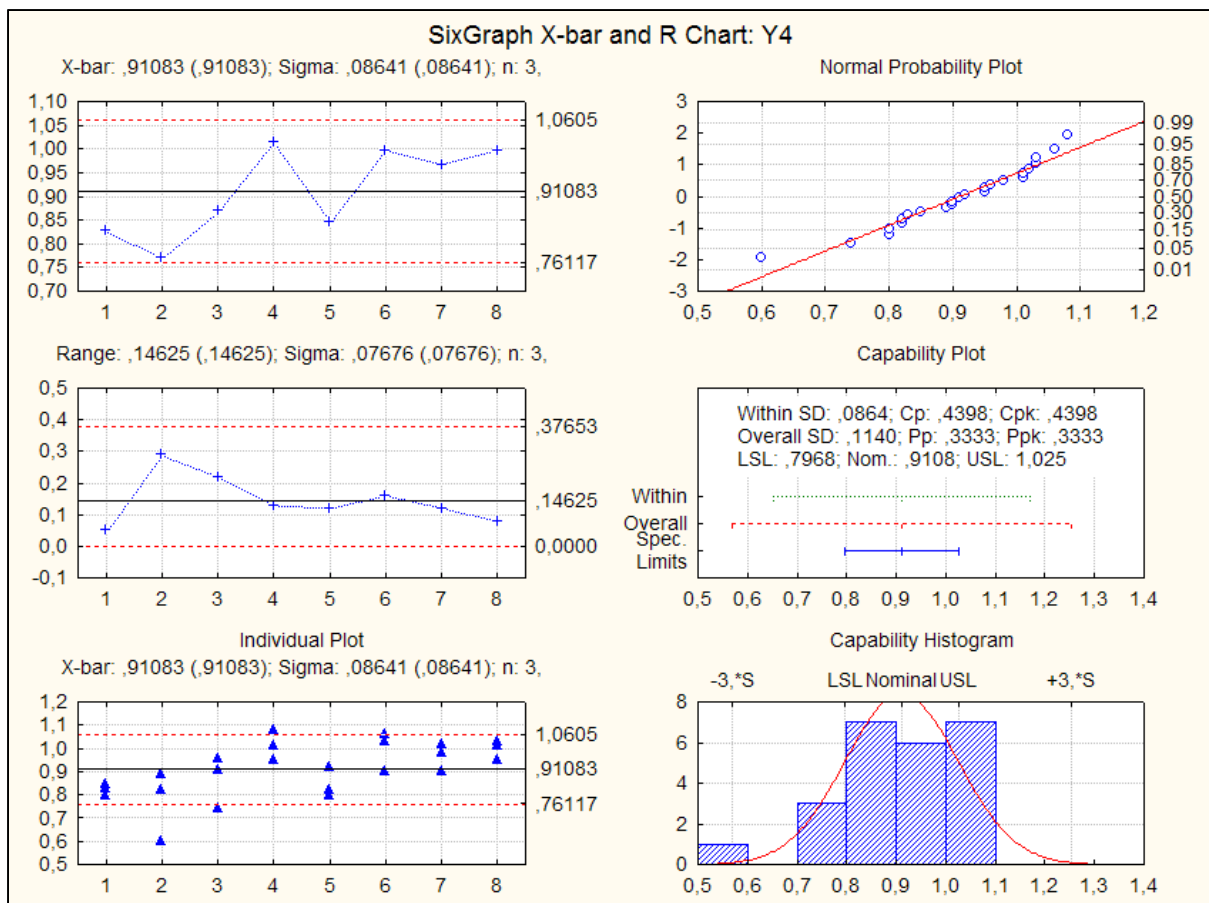 SixGraph X-bar and R Chart: Y4
X-bar: ,91083 (,91083); Sigma: ,08641 (,08641); n: 3,
1,10
1,05
1,00
0,95
0,90
0,85
0,80
0,75
0,70
1 2 3 4 5 6 7 8
1,0605
,91083
,76117
Normal Probability Plot
3
2
1
0
-1
-2
-3
0,5 0,6 0,7 0,8 0,9 1,0 1,1 1,2
0.99
0.95
0.85
0.70
0.50
0.30
0.15
0.05
0.01
Range: ,14625 (,14625); Sigma: ,07676 (,07676); n: 3,
0,5
0,4
0,3
0,2
0,1
0,0
-0,1
1 2 3 4 5 6 7 8
,37653
,14625
0,0000
Capability Plot
Within SD: ,0864; Cp: ,4398; Cpk: ,4398
Overall SD: ,1140; Pp: ,3333; Ppk: ,3333
LSL: ,7968; Nom.: ,9108; USL: 1,025
Within
Overall
Spec.
Limits
0,5 0,6 0,7 0,8 0,9 1,0 1,1 1,2 1,3 1,4
Individual Plot
X-bar: ,91083 (,91083); Sigma: ,08641 (,08641); n: 3,
1,2
1,1
1,0
0,9
0,8
0,7
0,6
0,5
1 2 3 4 5 6 7 8
1,0605
,91083
,76117
Capability Histogram
-3,*S LSL Nominal USL +3,*S
8
6
4
2
0
0,5 0,6 0,7 0,8 0,9 1,0 1,1 1,2 1,3 1,4